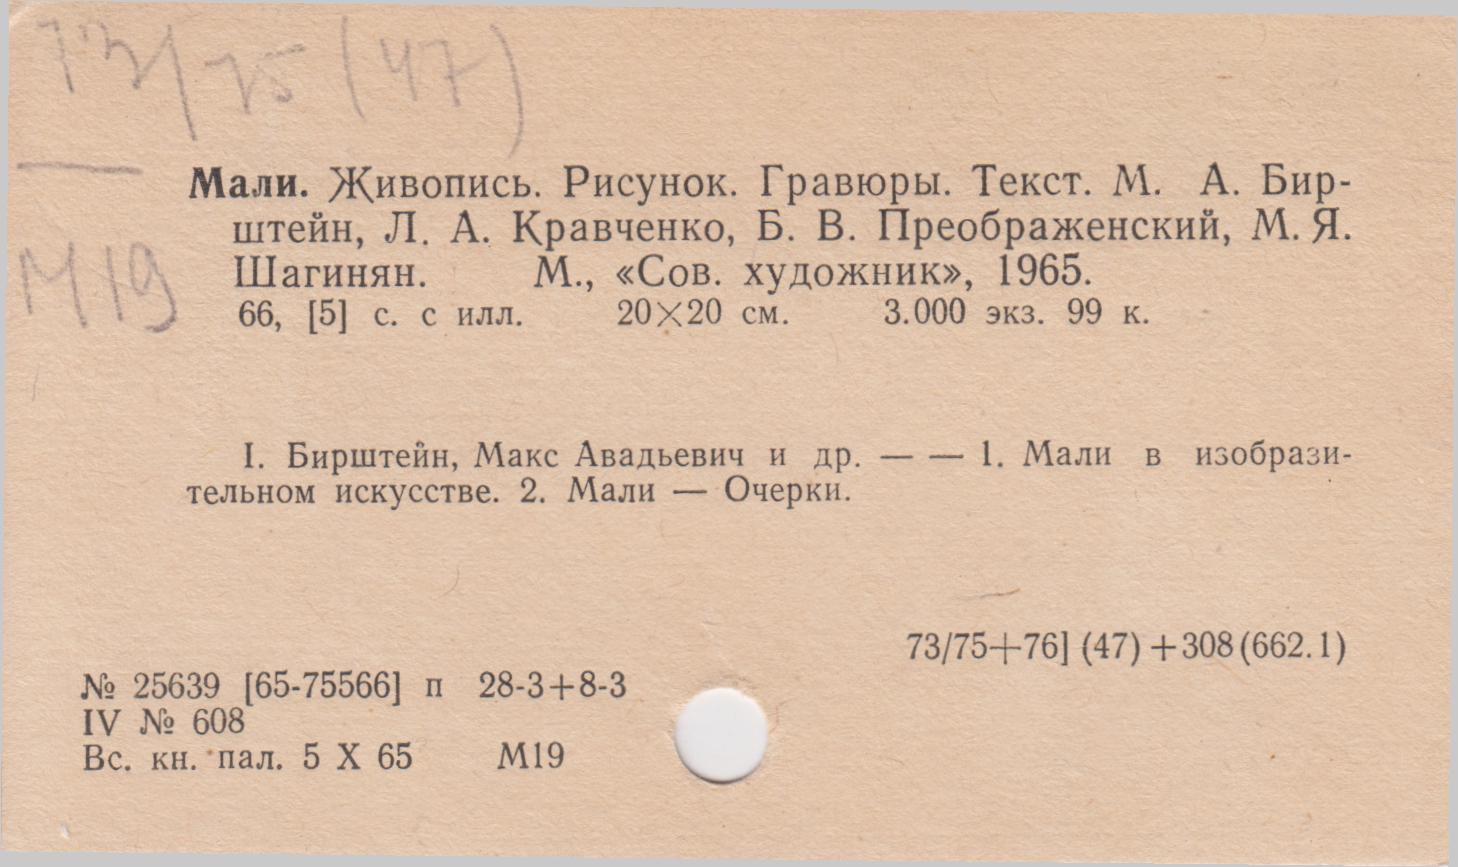 73/75 (47)
М19
Мали. Живопись. Рисунок. Гравюры. Текст. М. А. Бир-
штейн, Л. А. Кравченко, Б. В. Преображенский, М. Я.
Шагинян. М., «Сов. художник», 1965.
66, [5] с. с илл. 20×20 см. 3.000 экз. 99 к.
I. Бирштейн, Макс Авадьевич и др. — — 1. Мали в изобрази-
тельном искусстве. 2. Мали — Очерки.
73/75+76] (47) +308(662.1)
№ 25639 [65-75566] п 28-3+8-3
IV № 608
Вс. кн. пал. 5 X 65 М19